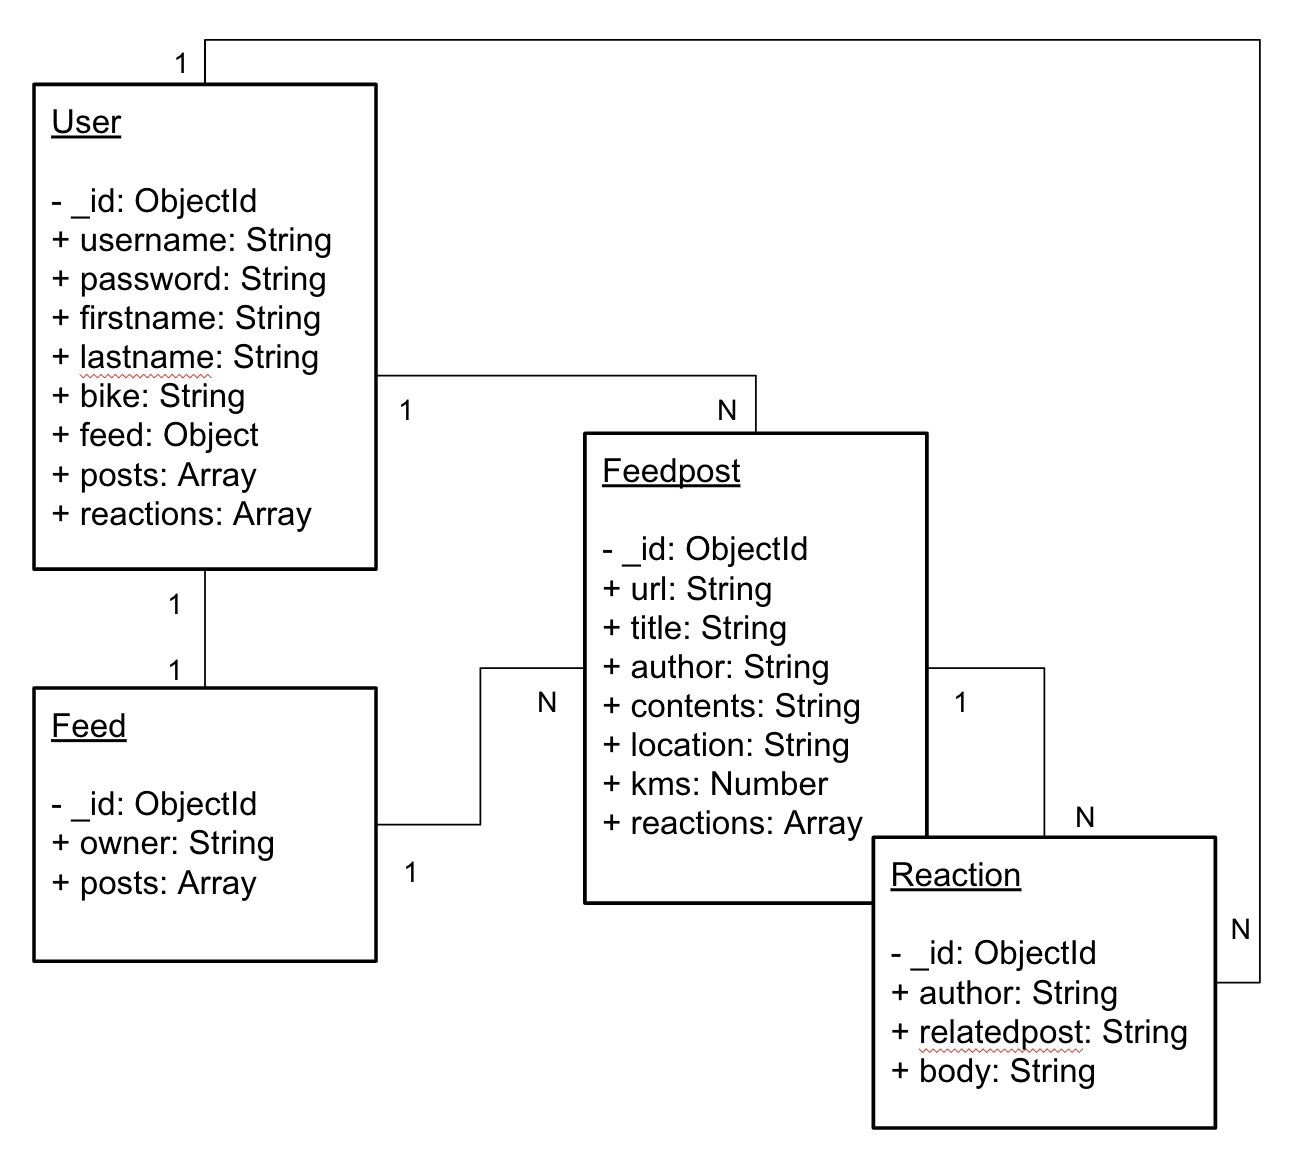 1
User
- _id: ObjectId
+ username: String
+ password: String
+ firstname: String
+ lastname: String
+ bike: String
+ feed: Object
+ posts: Array
+ reactions: Array
1
N
Feedpost
- _id: ObjectId
+ url: String
+ title: String
+ author: String
+ contents: String
+ location: String
+ kms: Number
+ reactions: Array
1
1
Feed
- _id: ObjectId
+ owner: String
+ posts: Array
N
1
1
N
Reaction
- _id: ObjectId
+ author: String
+ relatedpost: String
+ body: String
N